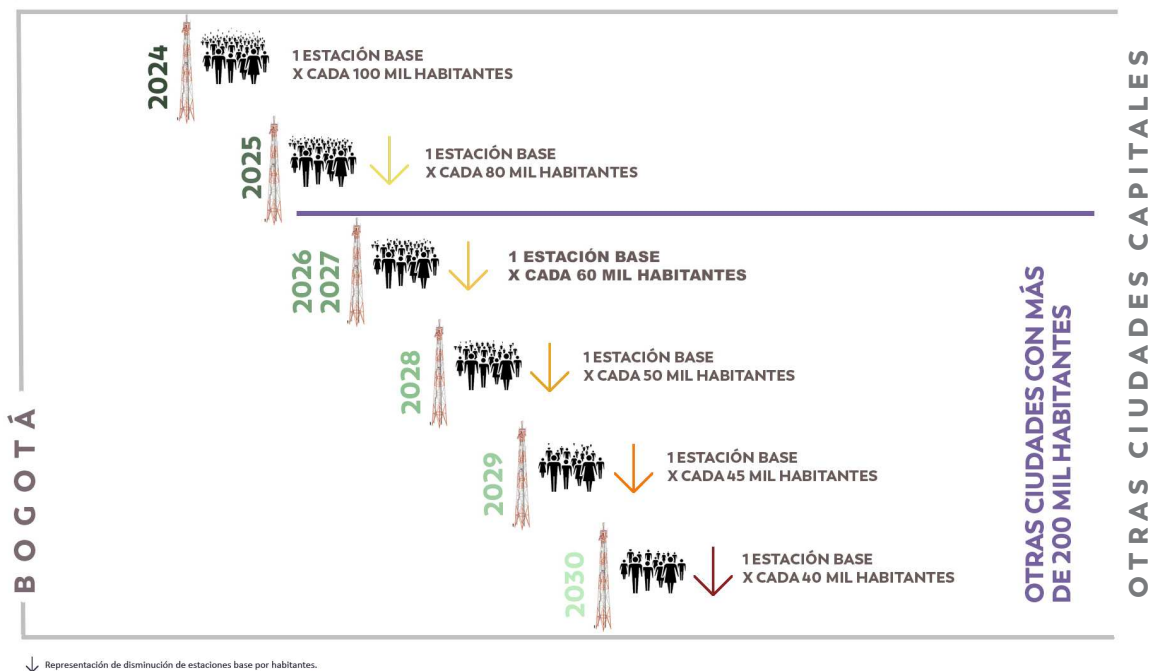 2024
1 ESTACIÓN BASE
X CADA 100 MIL HABITANTES
2025
1 ESTACIÓN BASE
X CADA 80 MIL HABITANTES
2026
2027
1 ESTACIÓN BASE
X CADA 60 MIL HABITANTES
2028
1 ESTACIÓN BASE
X CADA 50 MIL HABITANTES
2029
1 ESTACIÓN BASE
X CADA 45 MIL HABITANTES
2030
1 ESTACIÓN BASE
X CADA 40 MIL HABITANTES
BOGOTÁ
OTRAS CIUDADES CON MÁS
DE 200 MIL HABITANTES
OTRAS CIUDADES CAPITALES
Representación de disminución de estaciones base por habitantes.